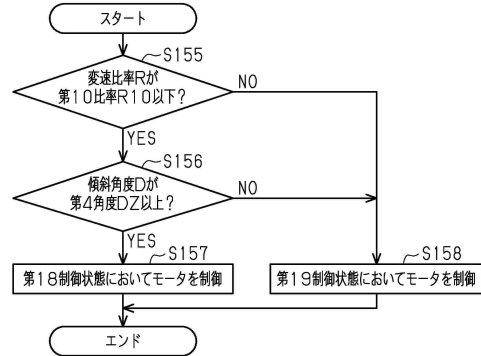 スタート
S155
変速比率Rが
第10比率R10以下?
NO
YES
S156
傾斜角度Dが
第4角度DZ以上?
NO
YES
S157
第18制御状態においてモータを制御
S158
第19制御状態においてモータを制御
エンド